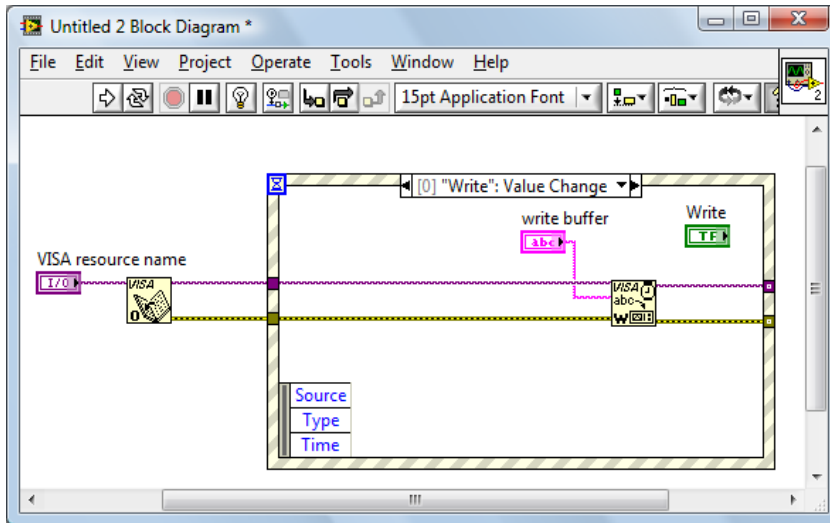 Untitled 2 Block Diagram *
File Edit View Project Operate Tools Window Help
15pt Application Font
2
[0] "Write": Value Change
write buffer
abc
Write
TF
VISA resource name
I/O
VISA
VISA
abc
W
Source
Type
Time